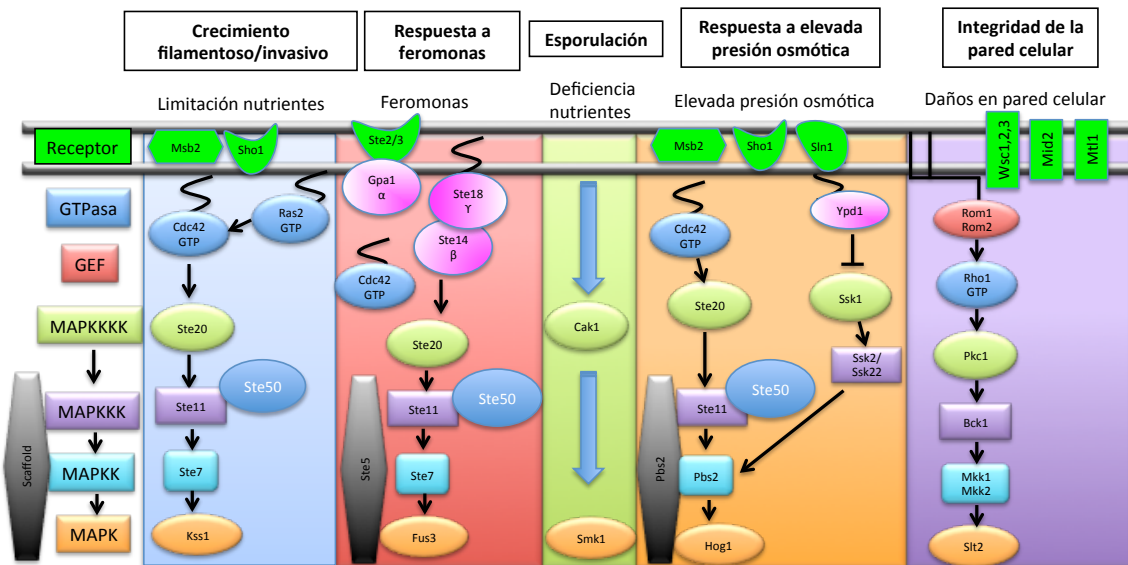 Crecimiento
filamentoso/invasivo
Respuesta a
feromonas
Esporulación
Respuesta a elevada
presión osmótica
Integridad de la
pared celular
Limitación nutrientes
Feromonas
Deficiencia
nutrientes
Elevada presión osmótica
Daños en pared celular
Receptor
GTPasa
GEF
MAPKKKK
MAPKKK
MAPKK
MAPK
Scaffold
Msb2
Sho1
Cdc42
GTP
Ras2
GTP
Ste20
Ste11
Ste50
Ste7
Kss1
Ste2/3
Gpa1
α
Ste18
ϒ
Ste14
β
Cdc42
GTP
Ste20
Ste11
Ste50
Ste5
Ste7
Fus3
Cak1
Smk1
Msb2
Sho1
Sln1
Cdc42
GTP
Ypd1
Ste20
Ssk1
Ssk2/
Ssk22
Ste11
Ste50
Pbs2
Pbs2
Hog1
Wsc1,2,3
Mid2
Mtl1
Rom1
Rom2
Rho1
GTP
Pkc1
Bck1
Mkk1
Mkk2
Slt2